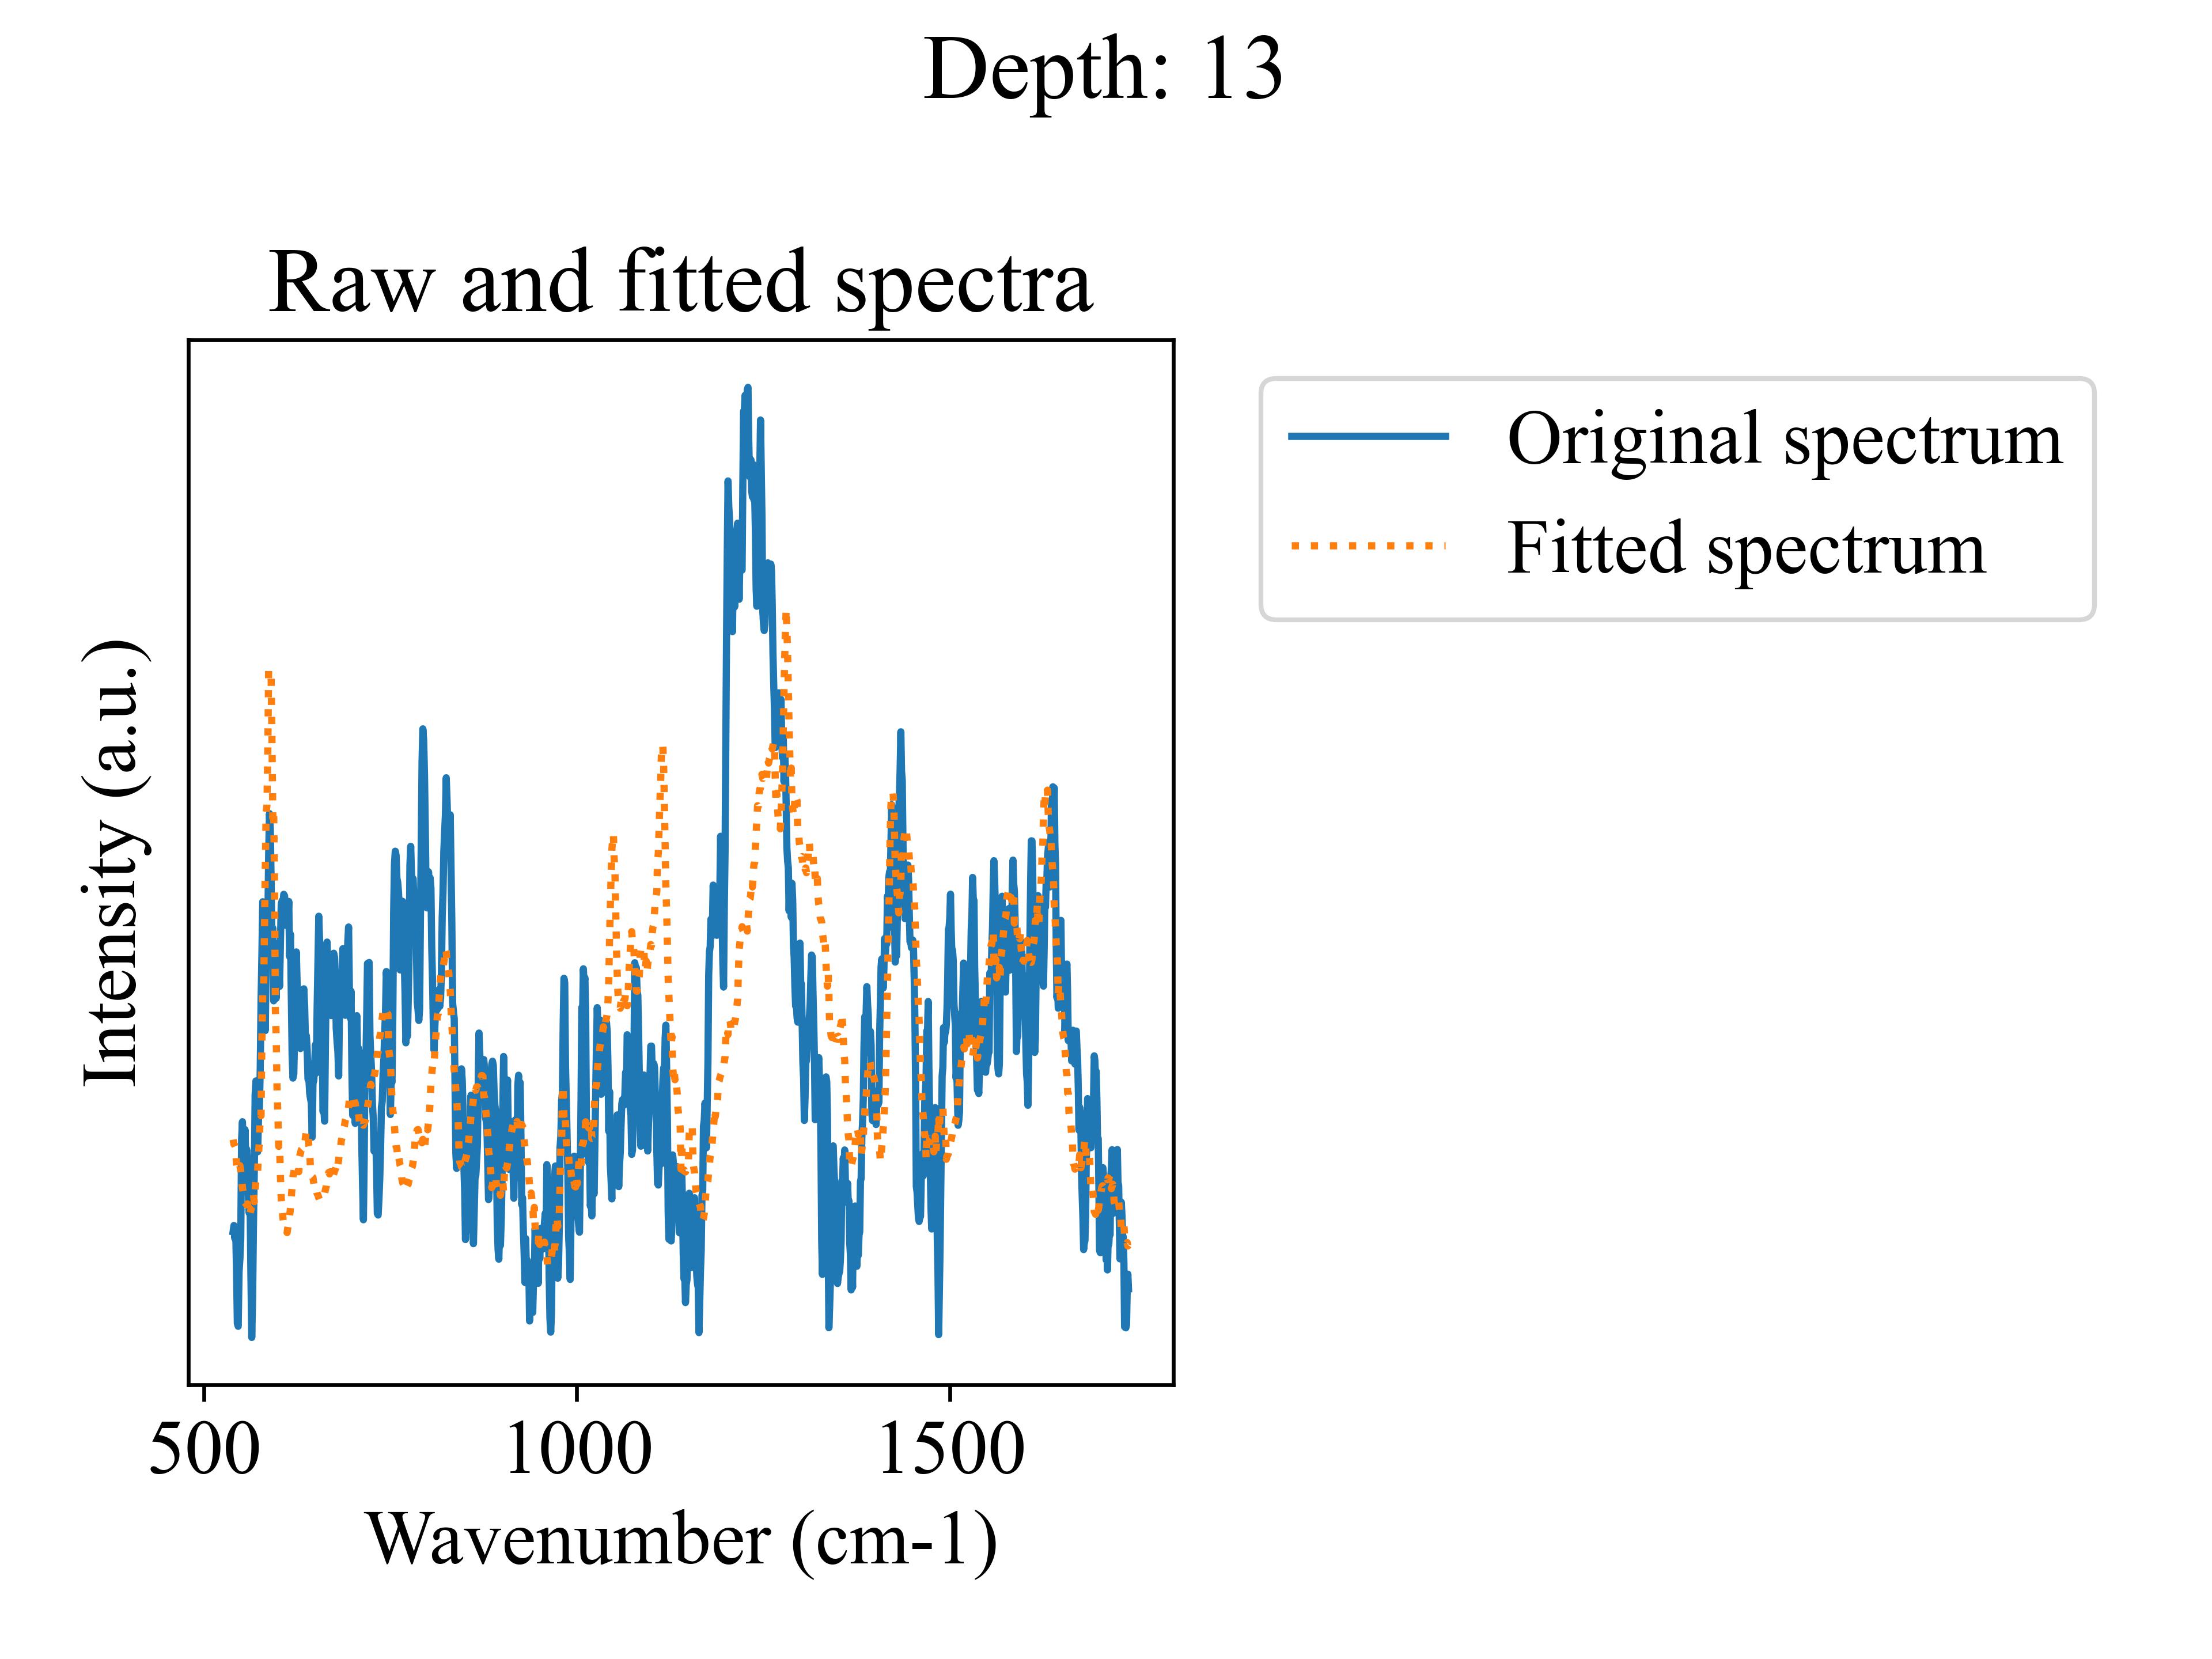 Depth: 13
Raw and fitted spectra
Original spectrum
Fitted spectrum
Intensity (a.u.)
500 1000 1500
Wavenumber (cm-1)